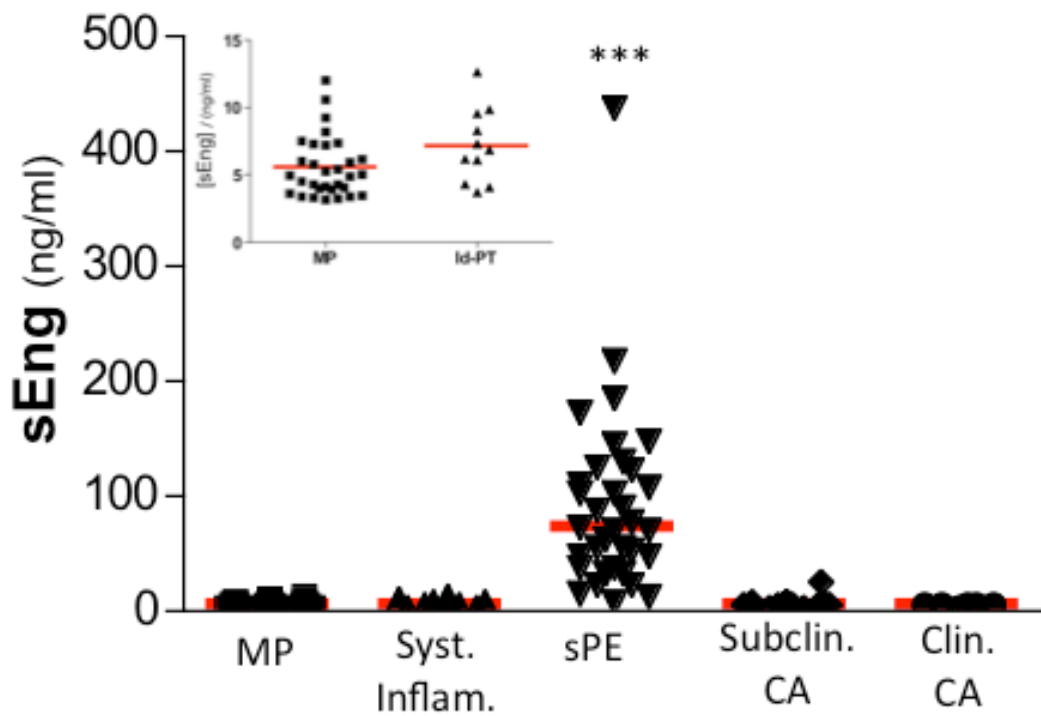 500
400
300
200
100
0
sEng (ng/ml)
15
10
5
0
[sEng] / (ng/ml)
MP
Id-PT
***
MP
Syst.
Inflam.
sPE
Subclin.
CA
Clin.
CA